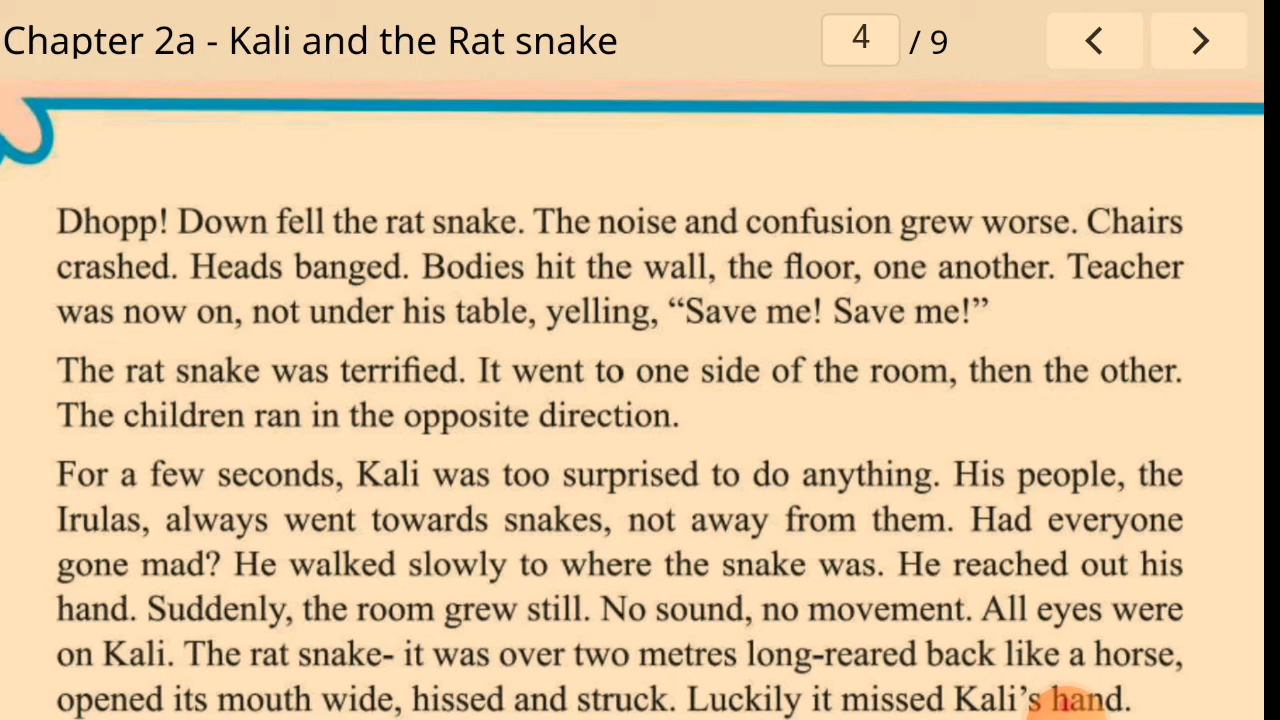 Chapter 2a - Kali and the Rat snake
4 / 9
Dhopp! Down fell the rat snake. The noise and confusion grew worse. Chairs
crashed. Heads banged. Bodies hit the wall, the floor, one another. Teacher
was now on, not under his table, yelling, “Save me! Save me!”
The rat snake was terrified. It went to one side of the room, then the other.
The children ran in the opposite direction.
For a few seconds, Kali was too surprised to do anything. His people, the
Irulas, always went towards snakes, not away from them. Had everyone
gone mad? He walked slowly to where the snake was. He reached out his
hand. Suddenly, the room grew still. No sound, no movement. All eyes were
on Kali. The rat snake- it was over two metres long-reared back like a horse,
opened its mouth wide, hissed and struck. Luckily it missed Kali’s hand.